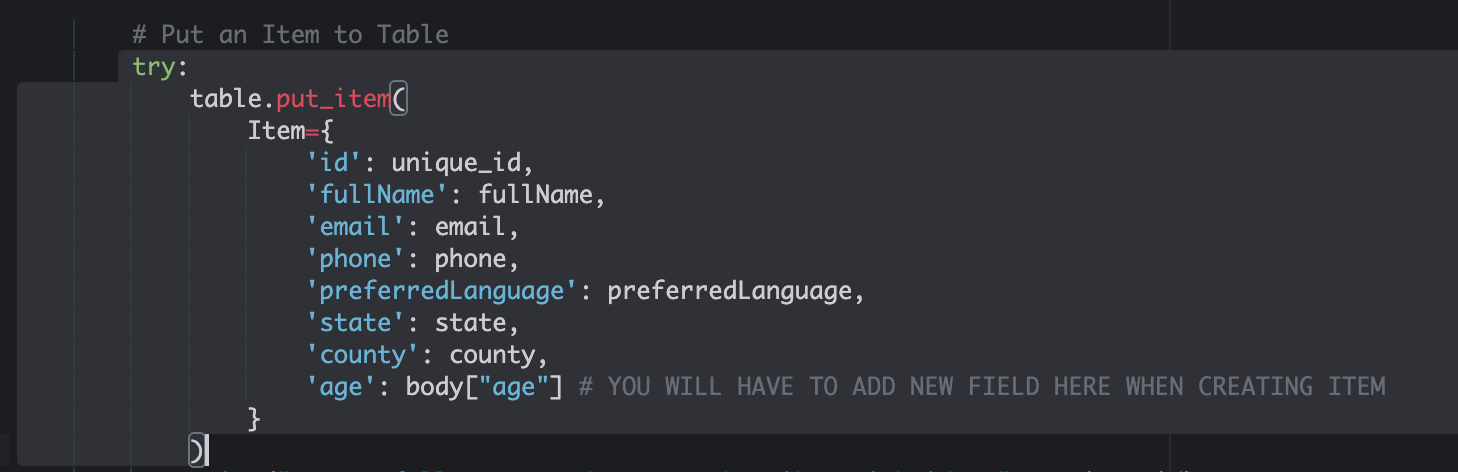 # Put an Item to Table
try:
table.put_item(
Item={
'id': unique_id,
'fullName': fullName,
'email': email,
'phone': phone,
'preferredLanguage': preferredLanguage,
'state': state,
'county': county,
'age': body["age"] # YOU WILL HAVE TO ADD NEW FIELD HERE WHEN CREATING ITEM
}
)